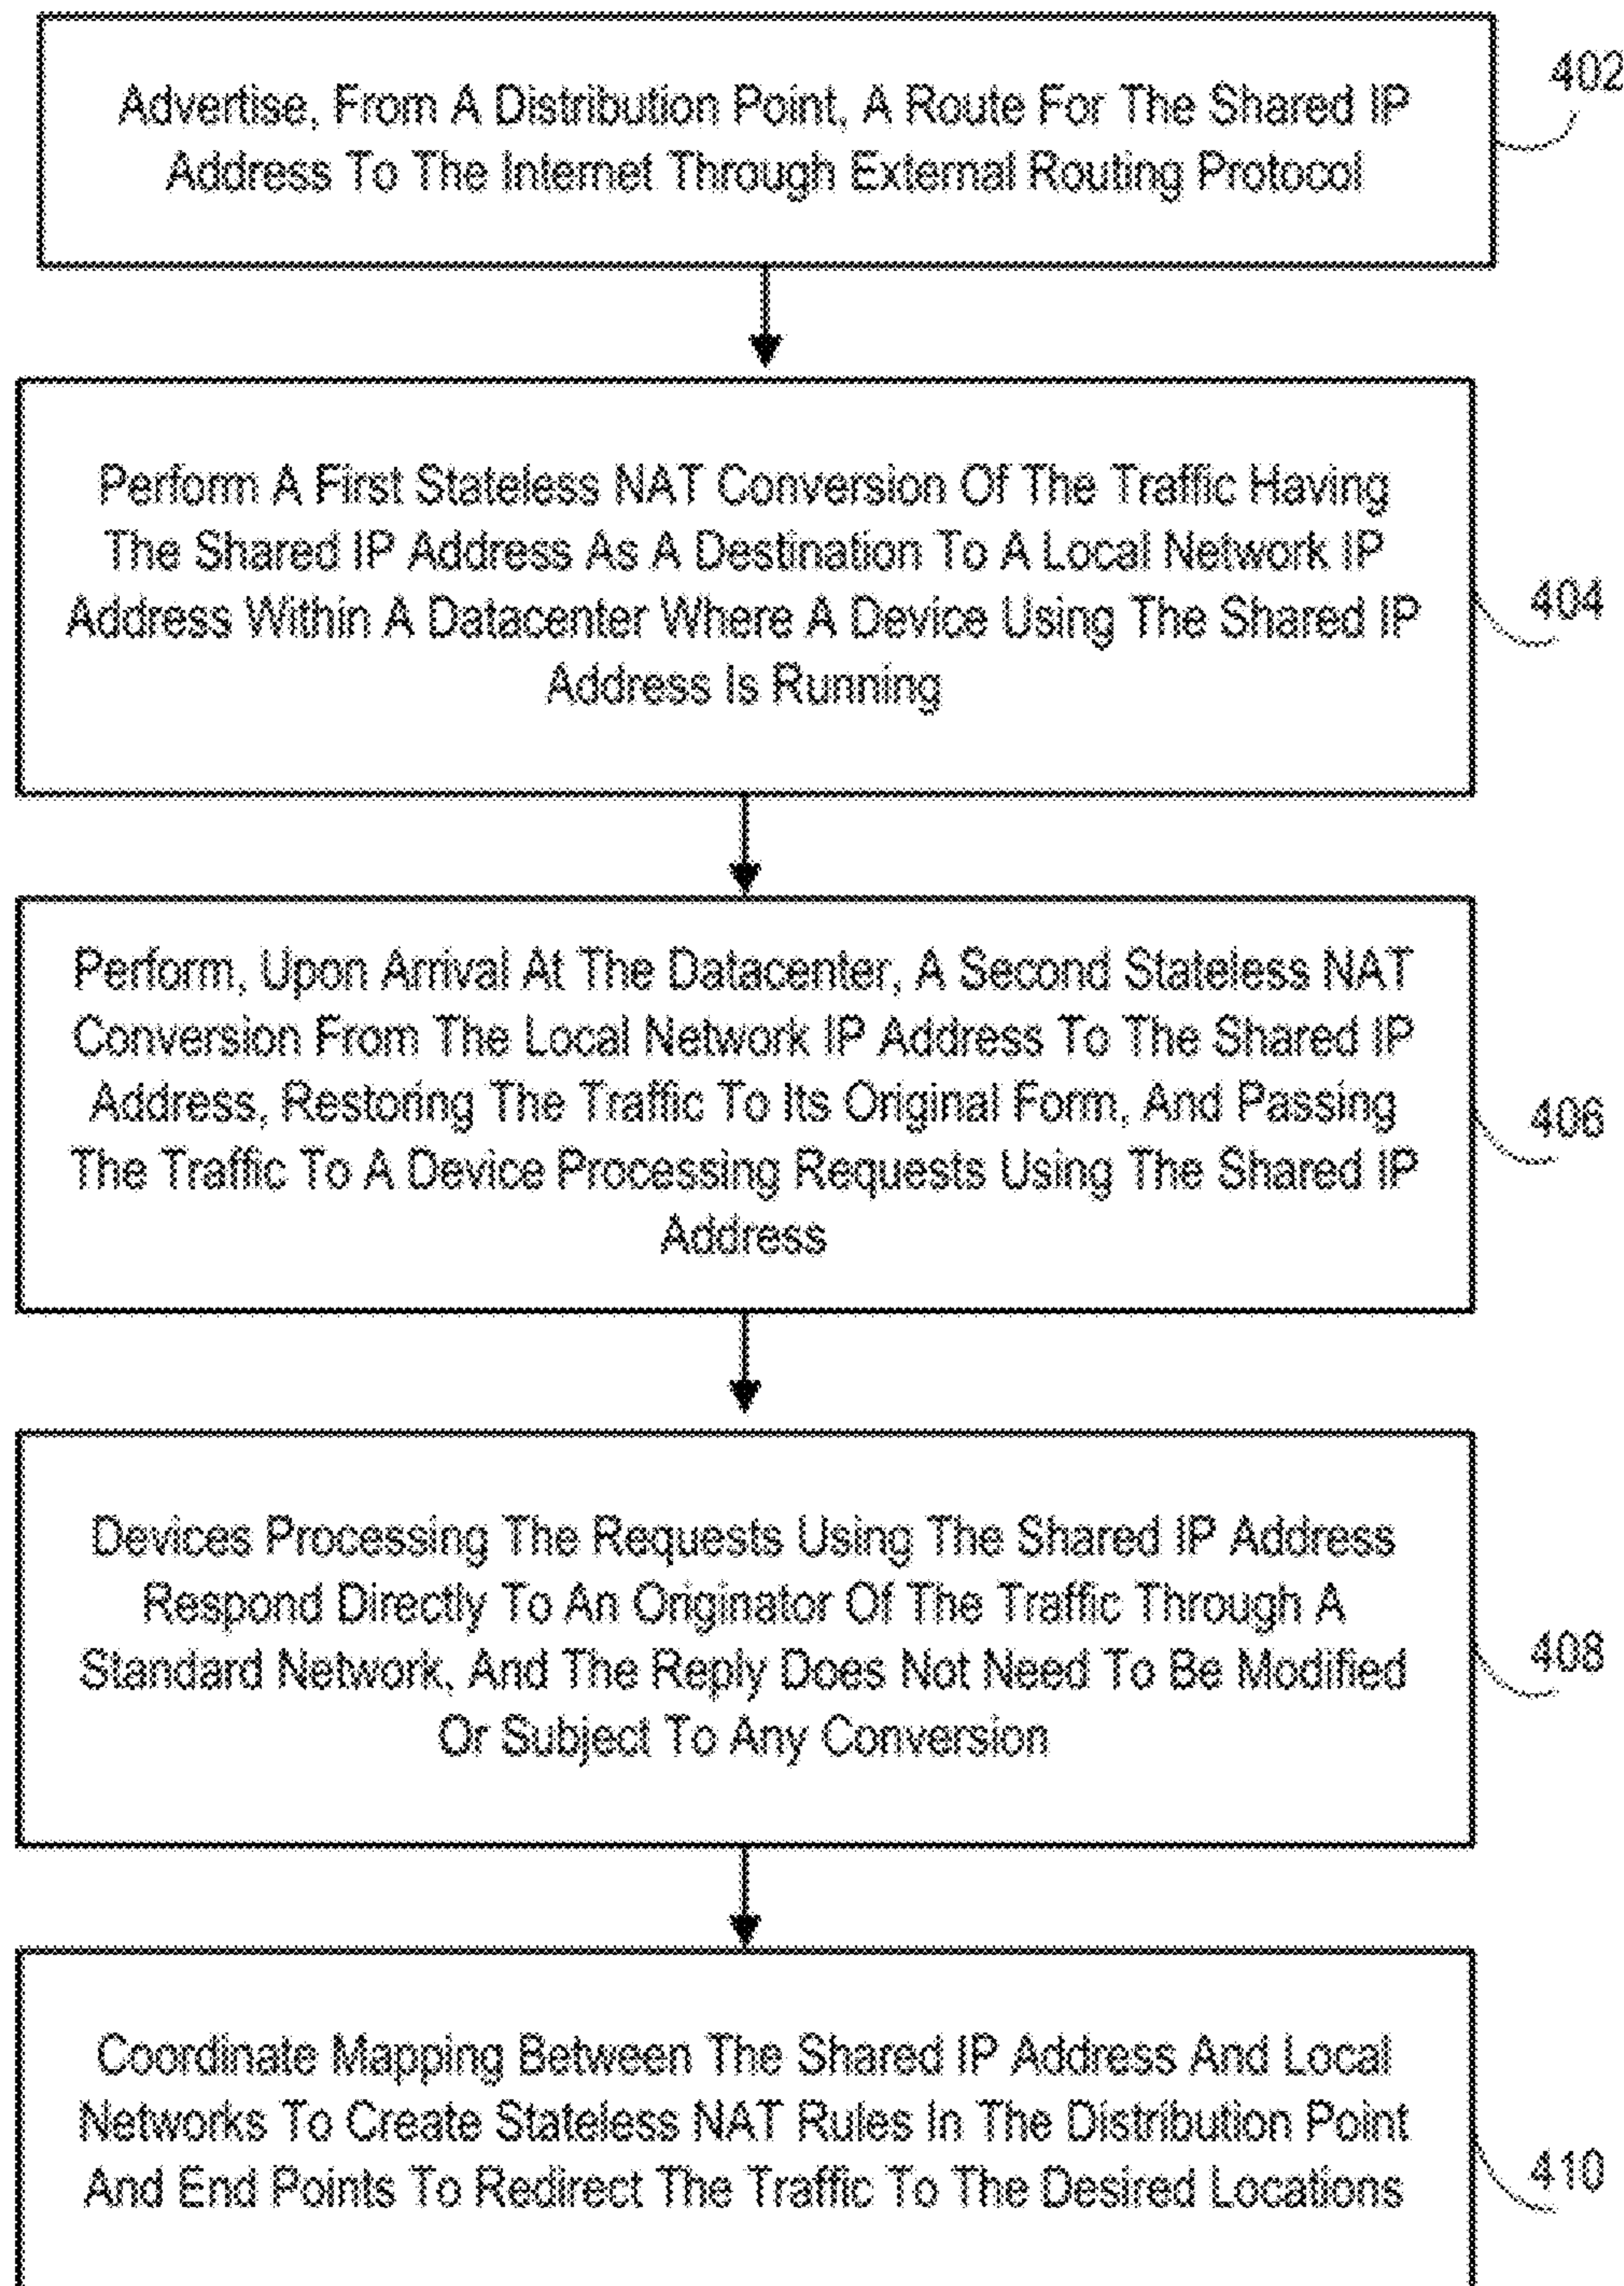 402
Advertise, From A Distribution Point, A Route For The Shared IP
Address To The Internet Through External Routing Protocol
Perform A First Stateless NAT Conversion Of The Traffic Having
The Shared IP Address As A Destination To A Local Network IP
Address Within A Datacenter Where A Device Using The Shared IP
Address Is Running
404
Perform, Upon Arrival At The Datacenter, A Second Stateless NAT
Conversion From The Local Network IP Address To The Shared IP
Address, Restoring The Traffic To Its Original Form, And Passing
The Traffic To A Device Processing Requests Using The Shared IP
Address
406
Devices Processing The Requests Using The Shared IP Address
Respond Directly To An Originator Of The Traffic Through A
Standard Network, And The Reply Does Not Need To Be Modified
Or Subject To Any Conversion
408
Coordinate Mapping Between The Shared IP Address And Local
Networks To Create Stateless NAT Rules In The Distribution Point
And End Points To Redirect The Traffic To The Desired Locations
410